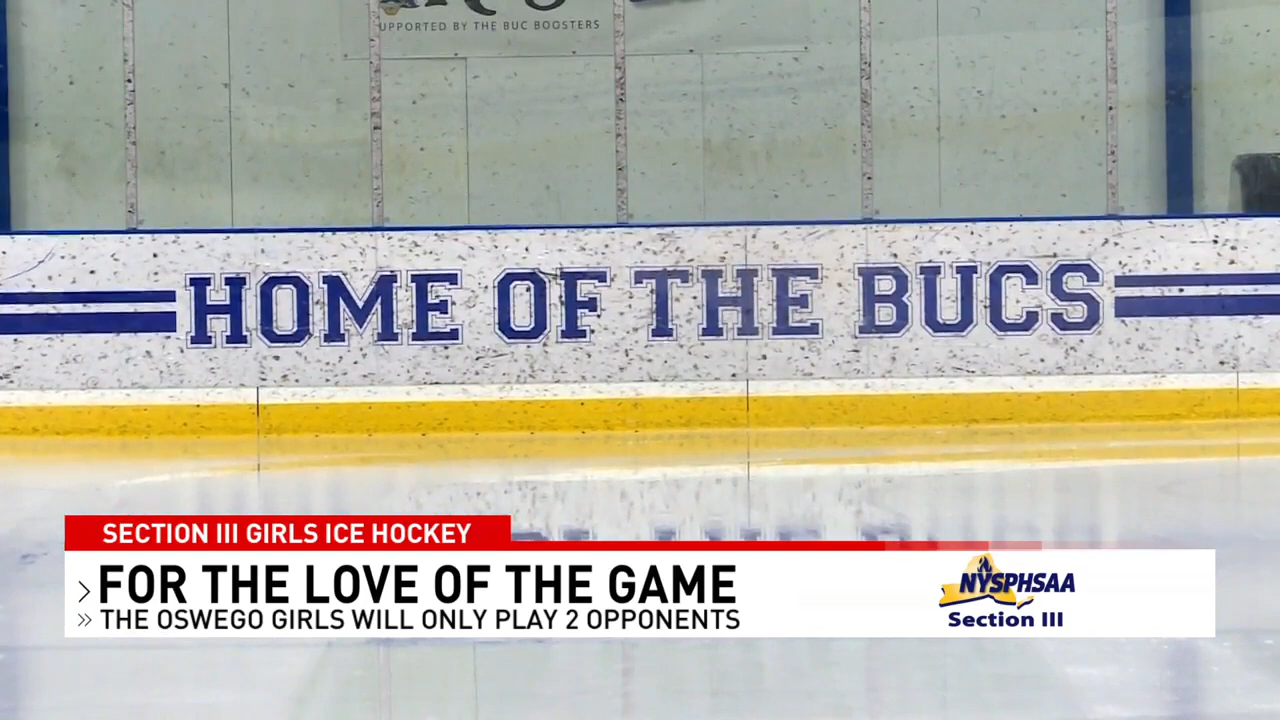 UPPORTED BY THE BUC BOOSTERS
HOME OF THE BUCS
SECTION III GIRLS ICE HOCKEY
FOR THE LOVE OF THE GAME
THE OSWEGO GIRLS WILL ONLY PLAY 2 OPPONENTS
NYSPHSAA
Section III